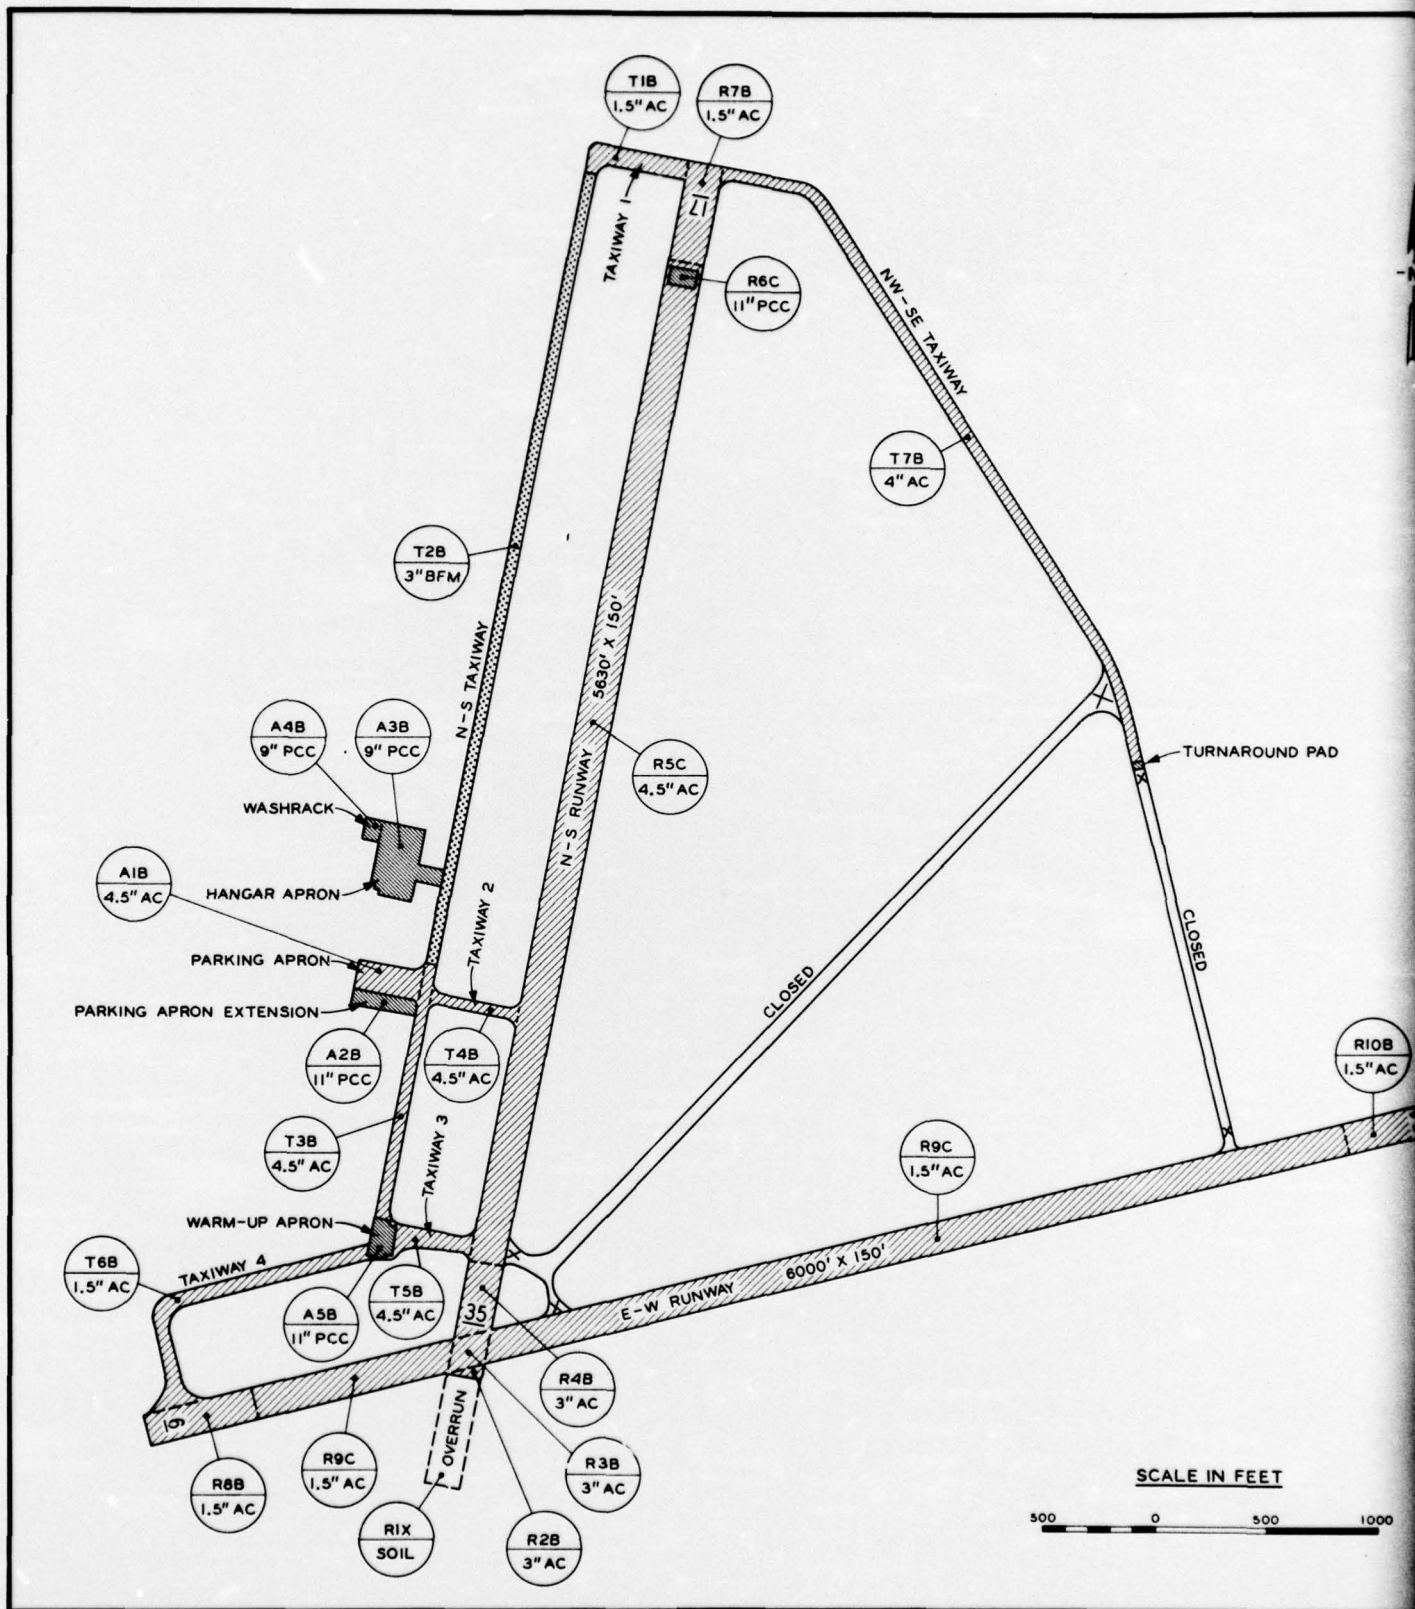 T1B
1.5" AC
R7B
1.5" AC
TAXIWAY 1
17
R6C
11" PCC
NW-SE TAXIWAY
-N
T7B
4" AC
T2B
3" BFM
N-S TAXIWAY
5630' X 150'
N-S RUNWAY
A4B
9" PCC
A3B
9" PCC
R5C
4.5" AC
TURNAROUND PAD
WASHRACK
A1B
4.5" AC
HANGAR APRON
TAXIWAY 2
CLOSED
CLOSED
PARKING APRON
PARKING APRON EXTENSION
A2B
11" PCC
T4B
4.5" AC
R10B
1.5" AC
T3B
4.5" AC
TAXIWAY 3
R9C
1.5" AC
WARM-UP APRON
T6B
1.5" AC
TAXIWAY 4
A5B
11" PCC
T5B
4.5" AC
35
E-W RUNWAY
6000' X 150'
R4B
3" AC
9
OVERRUN
R8B
1.5" AC
R9C
1.5" AC
R3B
3" AC
R1X
SOIL
R2B
3" AC
SCALE IN FEET
500 0 500 1000